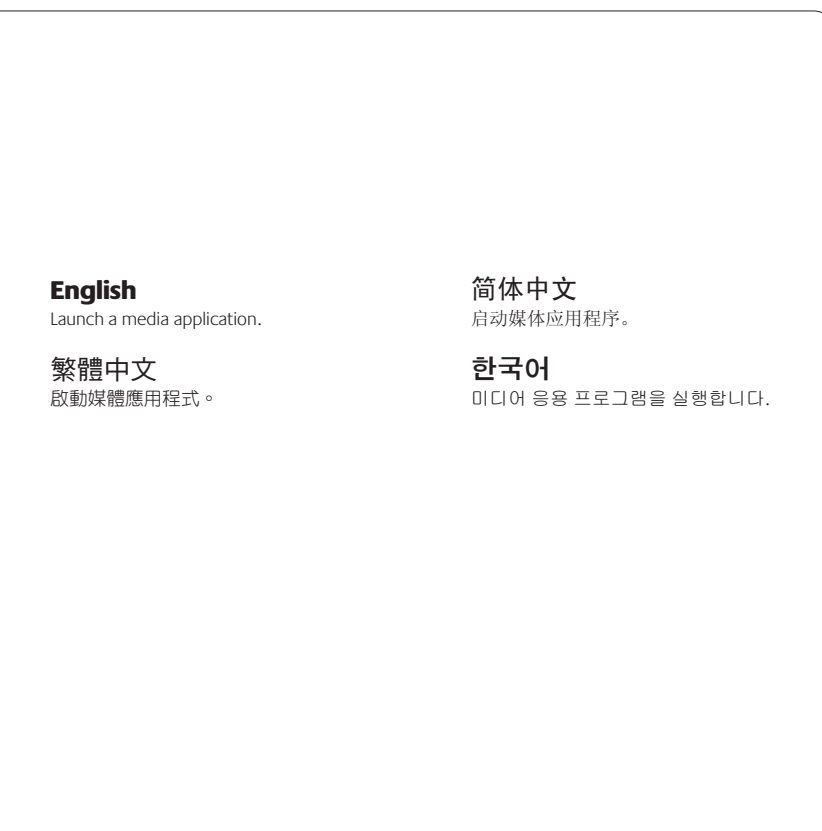 English
Launch a media application.
繁體中文
啟動媒體應用程式。
简体中文
启动媒体应用程序。
한국어
미디어 응용 프로그램을 실행합니다.